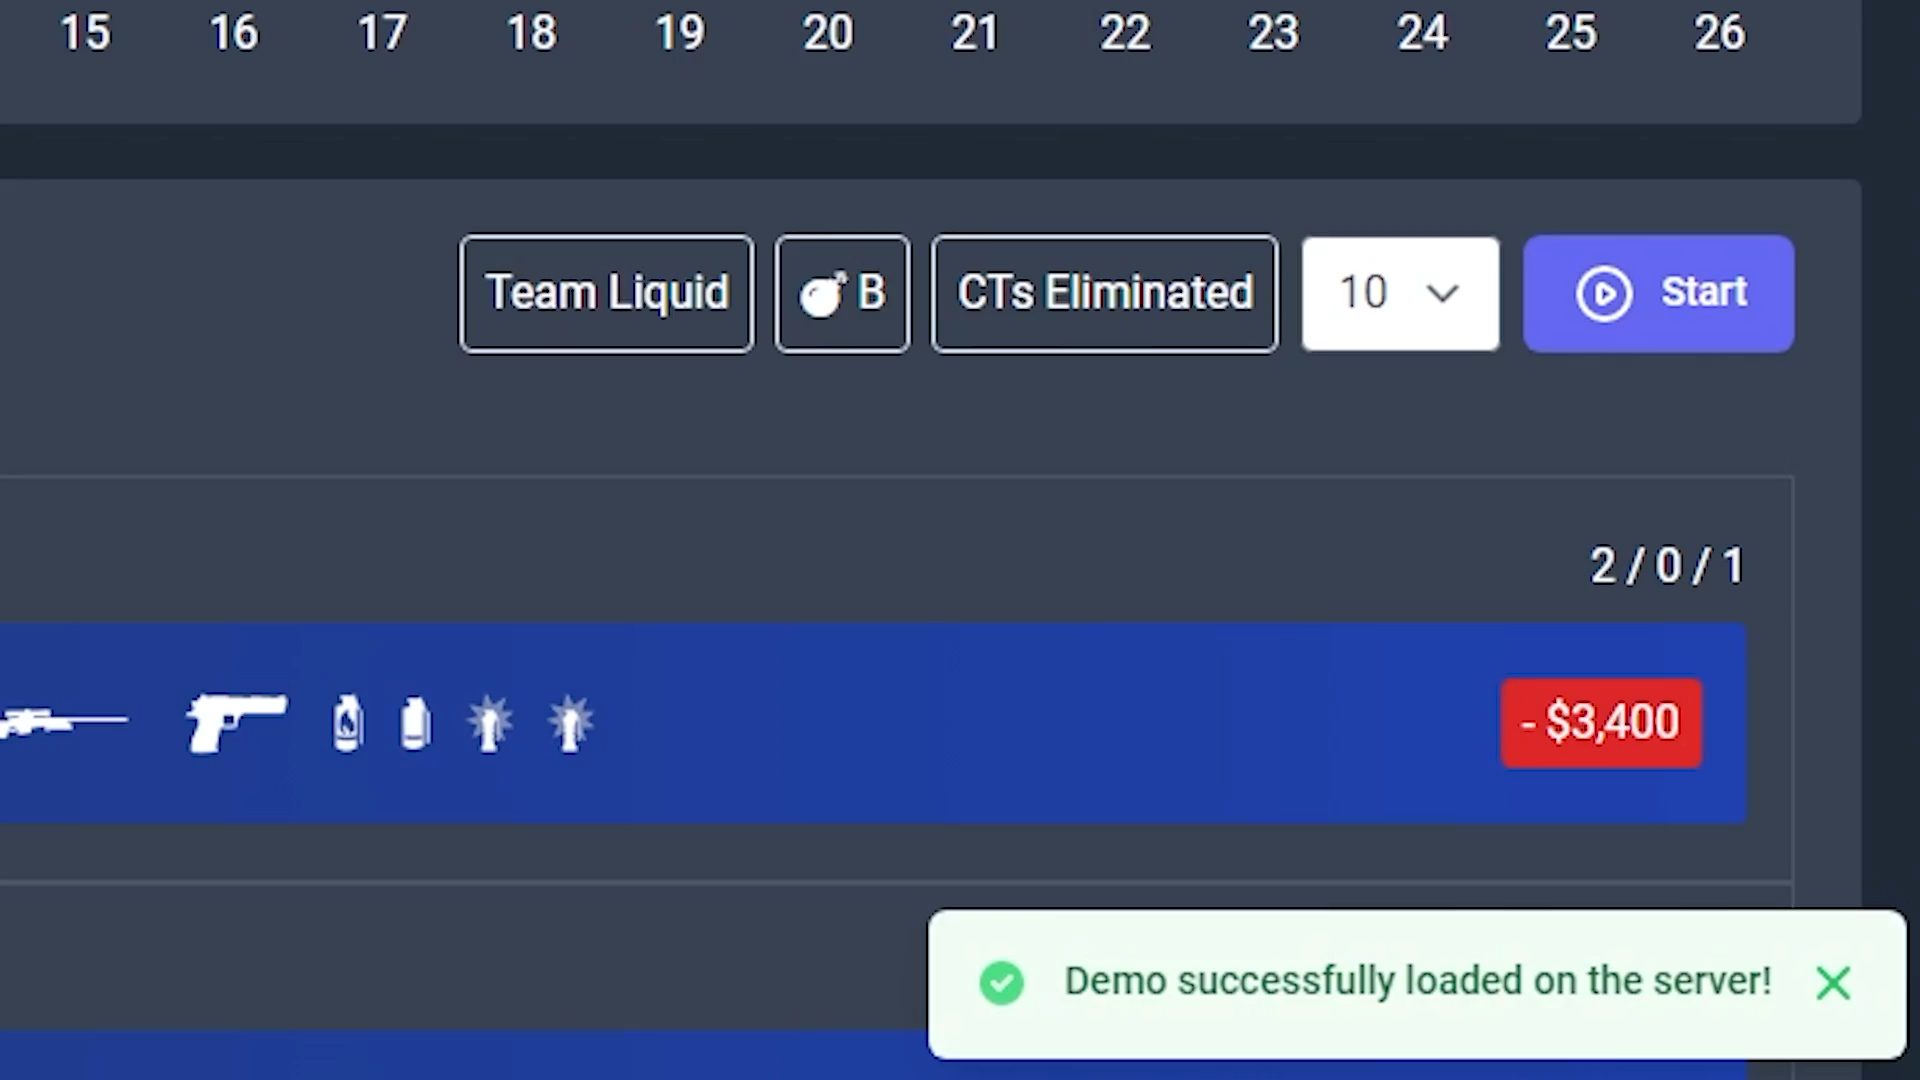 15 16 17 18 19 20 21 22 23 24 25 26
Team Liquid B CTs Eliminated 10 Start
2 / 0 / 1
- $3,400
Demo successfully loaded on the server!